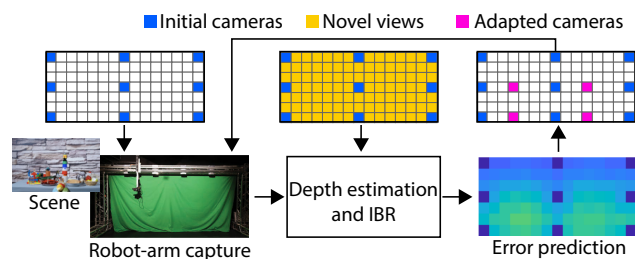 Initial cameras
Novel views
Adapted cameras
Depth estimation
and IBR
Scene
Robot-arm capture
Error prediction